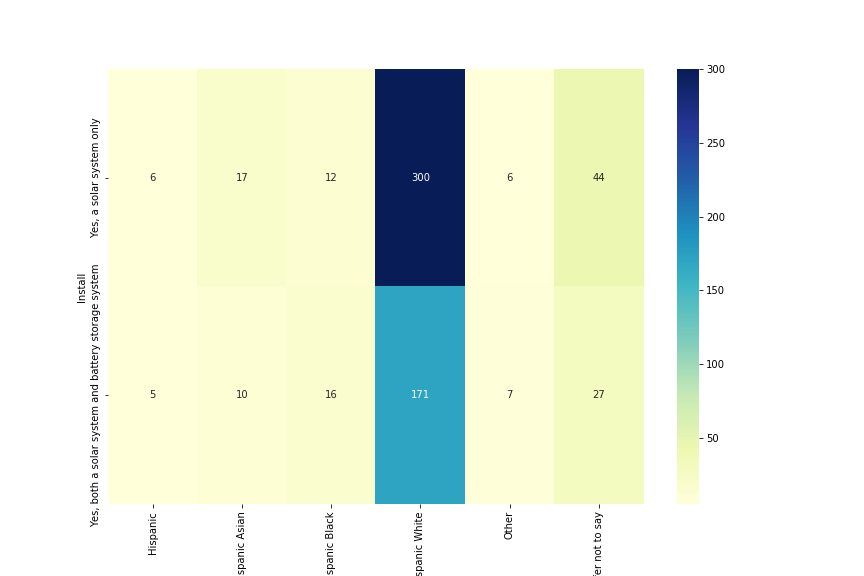 Yes, a solar system only
Yes, both a solar system and battery storage system
Install
6 17 12 300 6 44
5 10 16 171 7 27
300
250
200
150
100
50
Hispanic
spanic Asian
spanic Black
spanic White
Other
fer not to say